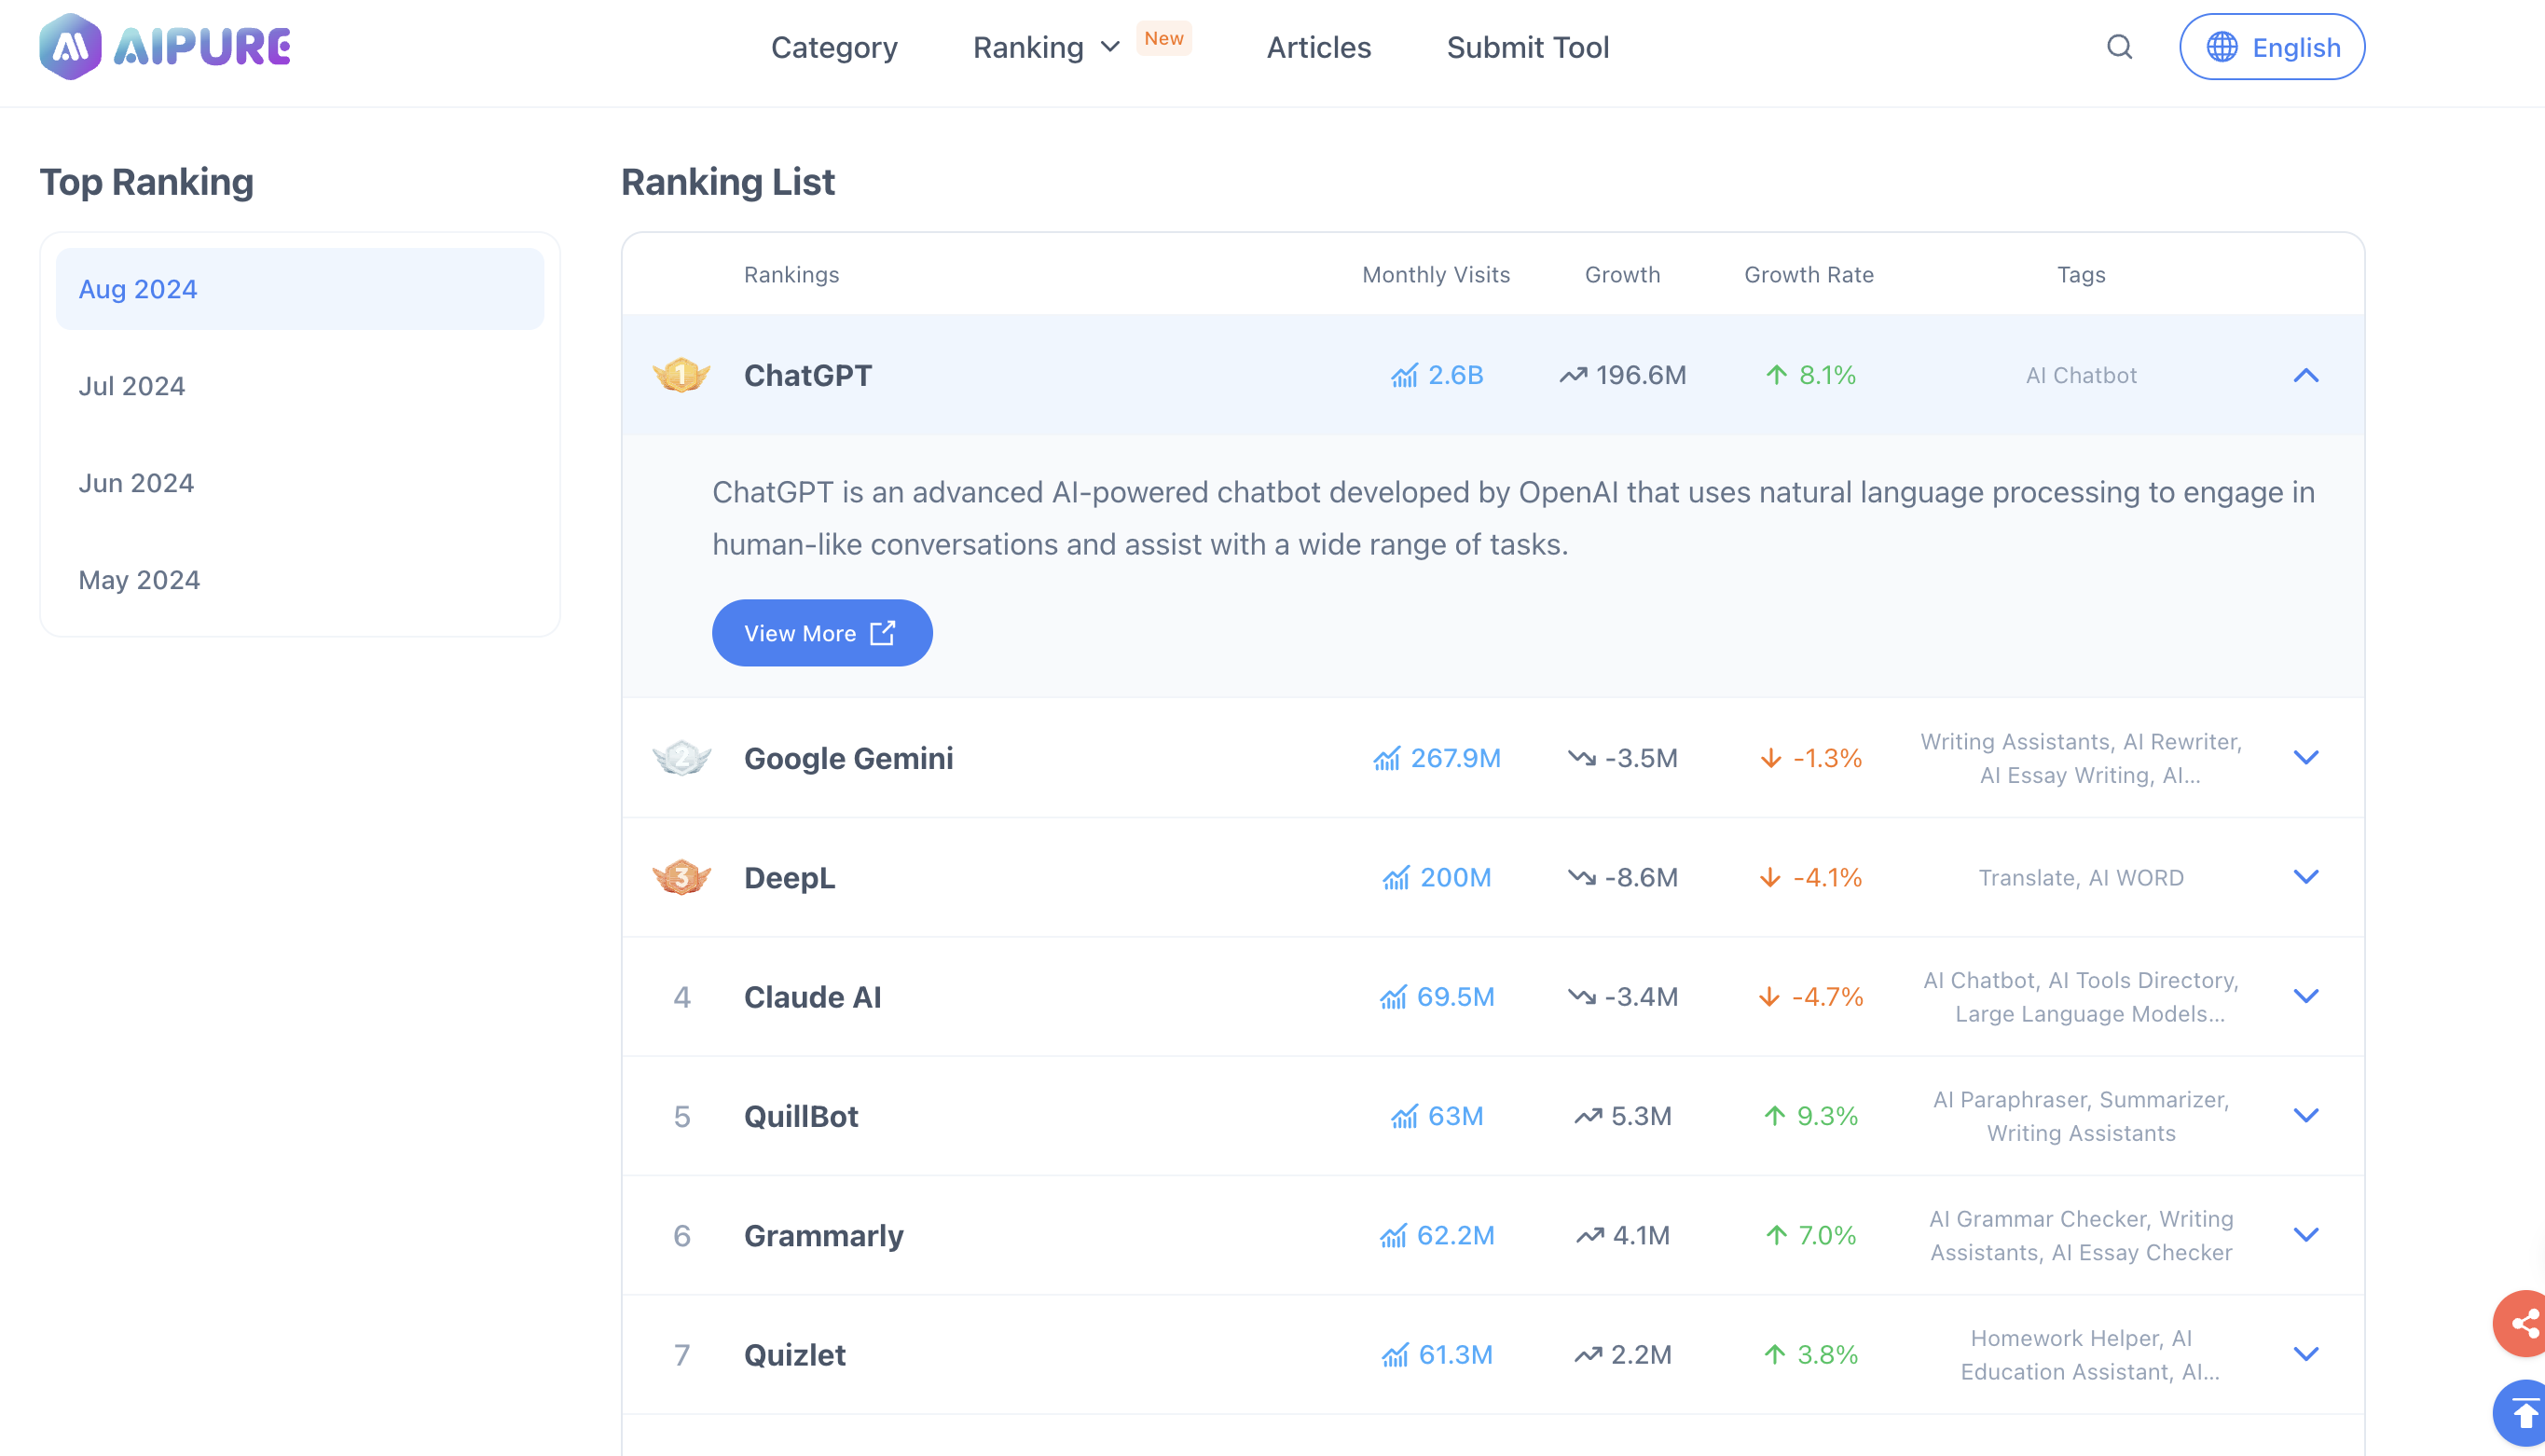 AIPURE
Category
Ranking
New
Articles
Submit Tool
English
Top Ranking
Aug 2024
Jul 2024
Jun 2024
May 2024
Ranking List
Rankings Monthly Visits Growth Growth Rate Tags
1 ChatGPT 2.6B 196.6M 8.1% AI Chatbot
ChatGPT is an advanced AI-powered chatbot developed by OpenAI that uses natural language processing to engage in
human-like conversations and assist with a wide range of tasks.
View More
2 Google Gemini 267.9M -3.5M -1.3% Writing Assistants, AI Rewriter,
AI Essay Writing, AI...
3 DeepL 200M -8.6M -4.1% Translate, AI WORD
4 Claude AI 69.5M -3.4M -4.7% AI Chatbot, AI Tools Directory,
Large Language Models...
5 QuillBot 63M 5.3M 9.3% AI Paraphraser, Summarizer,
Writing Assistants
6 Grammarly 62.2M 4.1M 7.0% AI Grammar Checker, Writing
Assistants, AI Essay Checker
7 Quizlet 61.3M 2.2M 3.8% Homework Helper, AI
Education Assistant, AI...